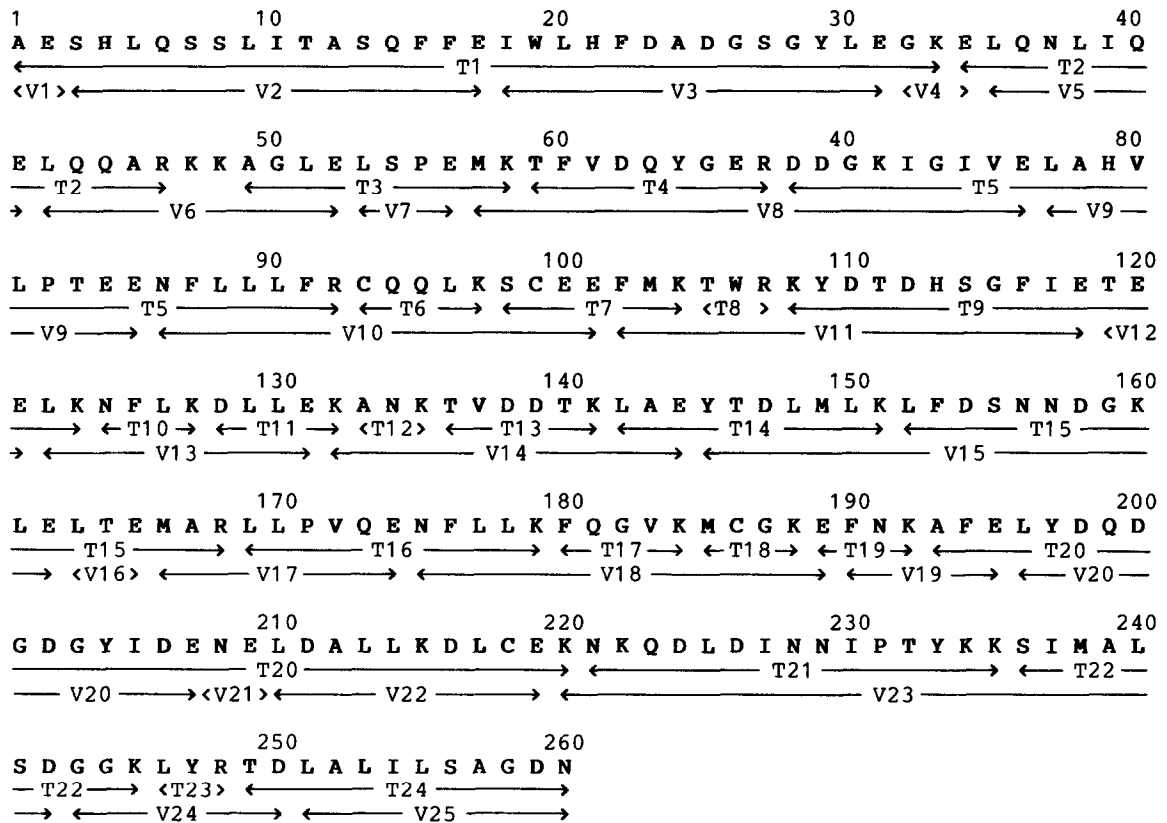 1 10 20 30 40
A E S H L Q S S L I T A S Q F F E I W L H F D A D G S G Y L E G K E L Q N L I Q
T1 T2
<V1> V2 V3 <V4 > V5
50 60 40 80
E L Q Q A R K K A G L E L S P E M K T F V D Q Y G E R D D G K I G I V E L A H V
T2 T3 T4 T5
V6 V7 V8 V9
90 100 110 120
L P T E E N F L L L F R C Q Q L K S C E E F M K T W R K Y D T D H S G F I E T E
T5 T6 T7 <T8 > T9
V9 V10 V11 <V12
130 140 150 160
E L K N F L K D L L E K A N K T V D D T K L A E Y T D L M L K L F D S N N D G K
T10 T11 <T12> T13 T14 T15
V13 V14 V15
170 180 190 200
L E L T E M A R L L P V Q E N F L L K F Q G V K M C G K E F N K A F E L Y D Q D
T15 T16 T17 T18 T19 T20
<V16> V17 V18 V19 V20
210 220 230 240
G D G Y I D E N E L D A L L K D L C E K N K Q D L D I N N I P T Y K K S I M A L
T20 T21 T22
V20 <V21> V22 V23
250 260
S D G G K L Y R T D L A L I L S A G D N
T22 <T23> T24
V24 V25